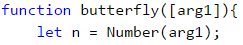 function butterfly([arg1]){
let n = Number(arg1);